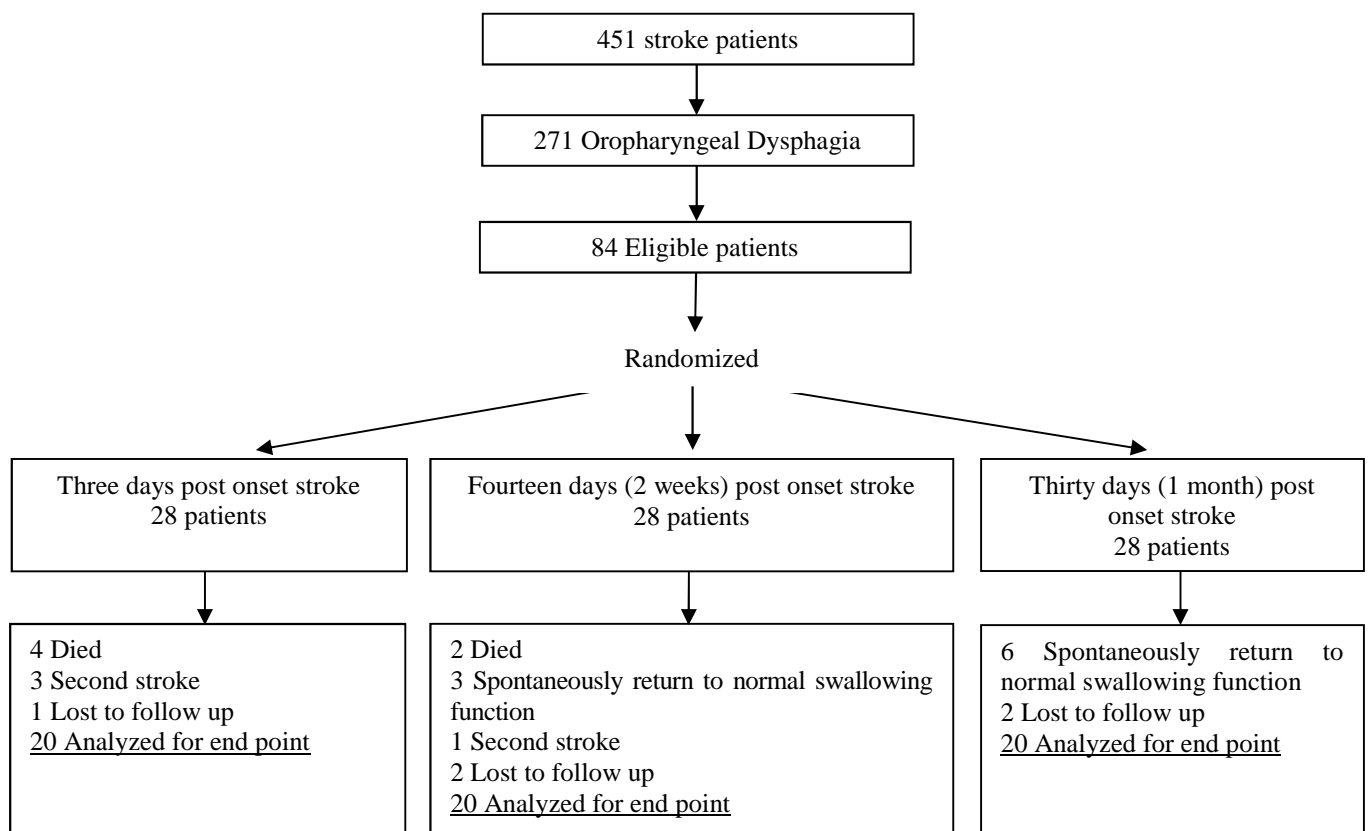 451 stroke patients
271 Oropharyngeal Dysphagia
84 Eligible patients
Randomized
Three days post onset stroke
28 patients
Fourteen days (2 weeks) post onset stroke
28 patients
Thirty days (1 month) post
onset stroke
28 patients
4 Died
3 Second stroke
1 Lost to follow up
20 Analyzed for end point
2 Died
3 Spontaneously return to normal swallowing
function
1 Second stroke
2 Lost to follow up
20 Analyzed for end point
6 Spontaneously return to
normal swallowing function
2 Lost to follow up
20 Analyzed for end point